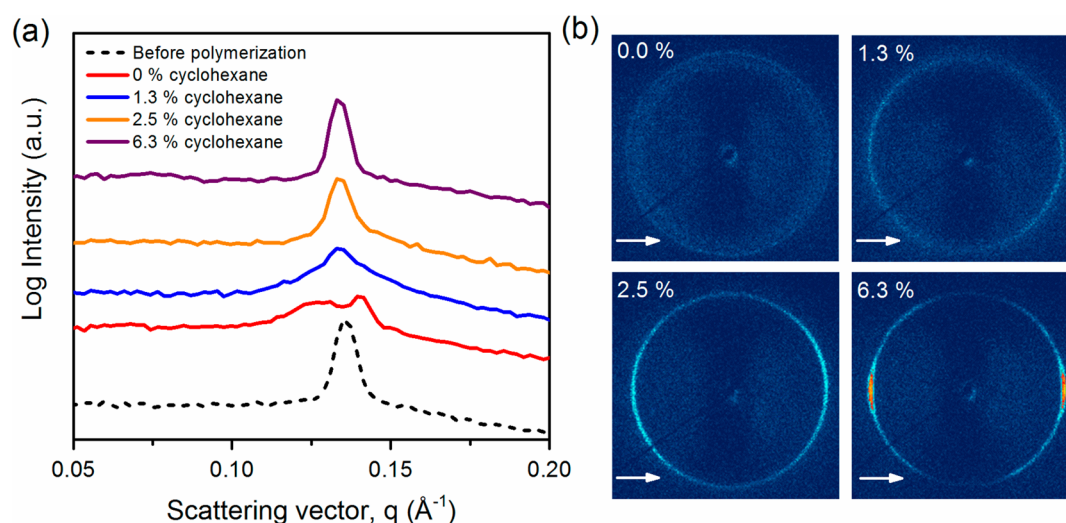 (a)
Before polymerization
0 % cyclohexane
1.3 % cyclohexane
2.5 % cyclohexane
6.3 % cyclohexane
Log Intensity (a.u.)
0.05
0.10
0.15
0.20
Scattering vector, q (Å⁻¹)
(b)
0.0 %
1.3 %
2.5 %
6.3 %